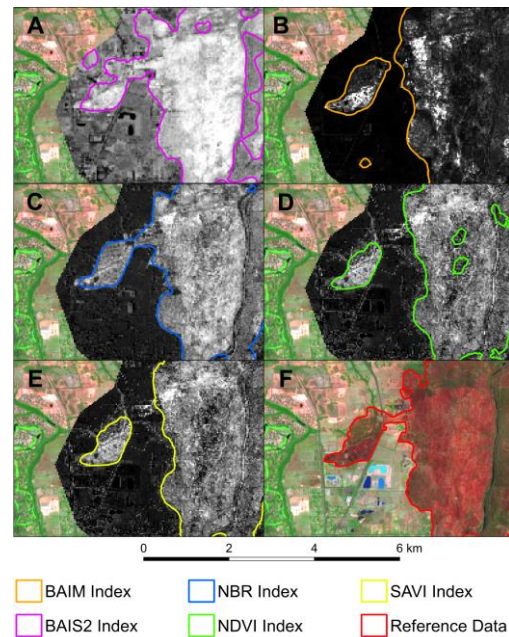 A B
C D
E F
0 2 4 6 km
BAIM Index NBR Index SAVI Index
BAIS2 Index NDVI Index Reference Data